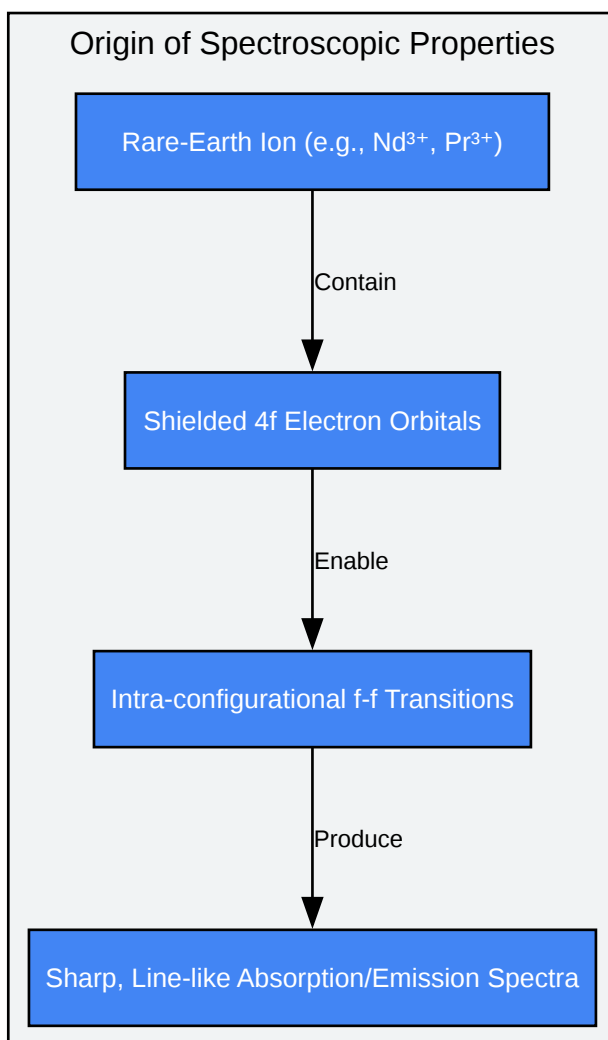 Origin of Spectroscopic Properties
Rare-Earth Ion (e.g., Nd³⁺, Pr³⁺)
Contain
Shielded 4f Electron Orbitals
Enable
Intra-configurational f-f Transitions
Produce
Sharp, Line-like Absorption/Emission Spectra